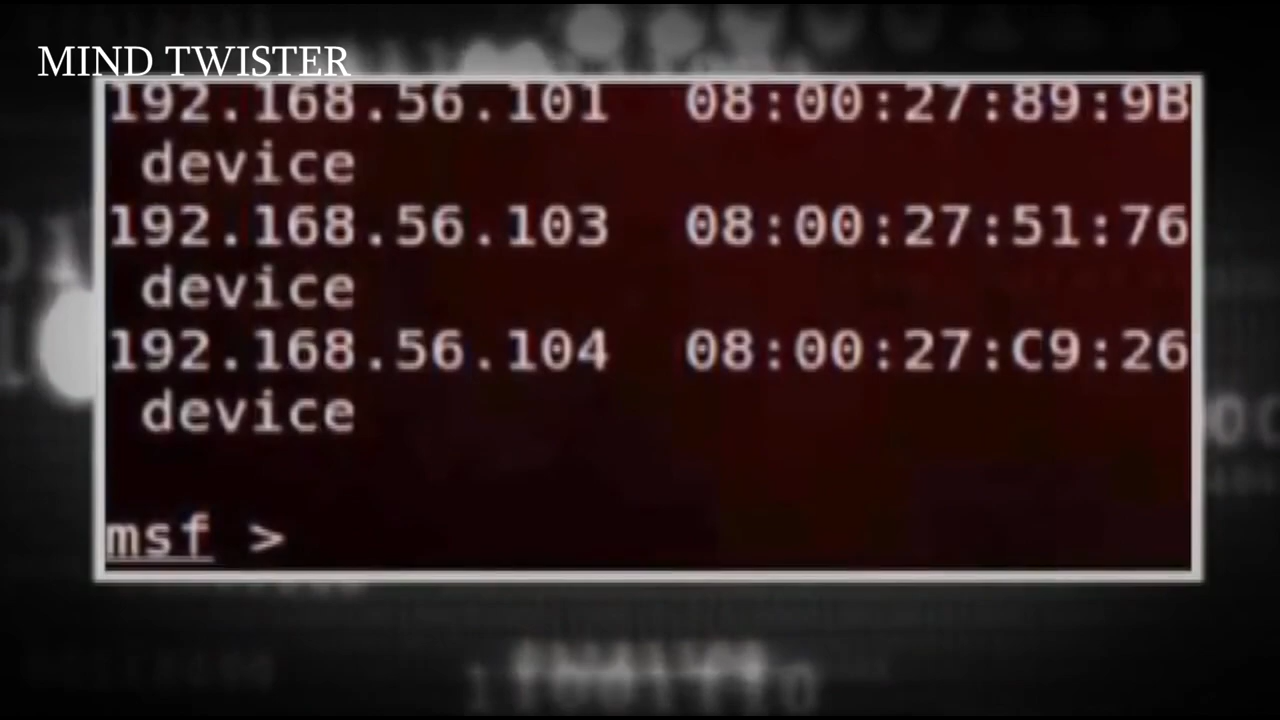 MIND TWISTER
192.168.56.101 08:00:27:89:9B
device
192.168.56.103 08:00:27:51:76
device
192.168.56.104 08:00:27:C9:26
device
msf >